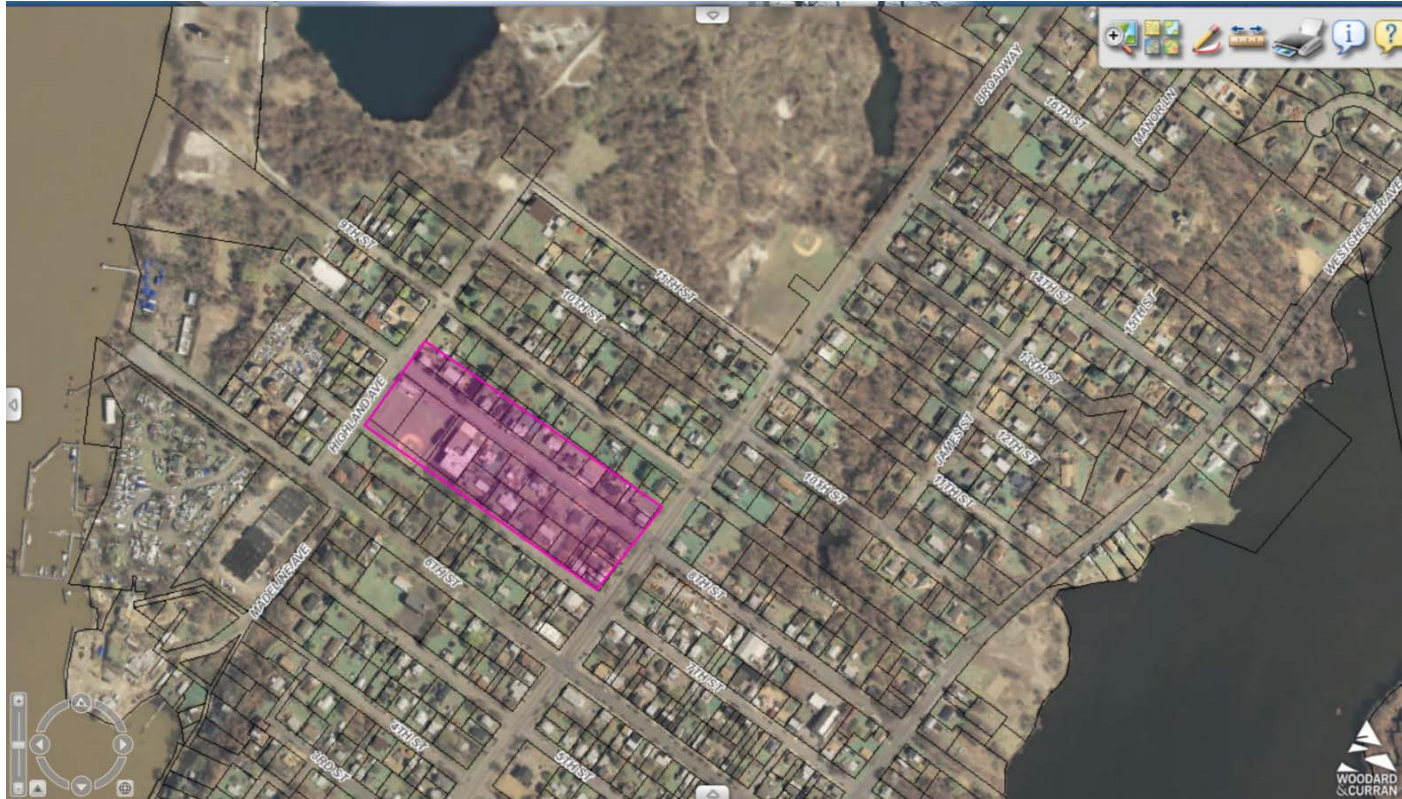 BROADWAY
16TH ST
MANOR LN
WESTCHESTER AVE
9TH ST
11TH ST
10TH ST
14TH ST
15TH ST
13TH ST
HIGHLAND AVE
JAMES ST
12TH ST
11TH ST
10TH ST
MADELINE AVE
6TH ST
8TH ST
7TH ST
4TH ST
3RD ST
5TH ST
i
?
WOODARD
&CURRAN